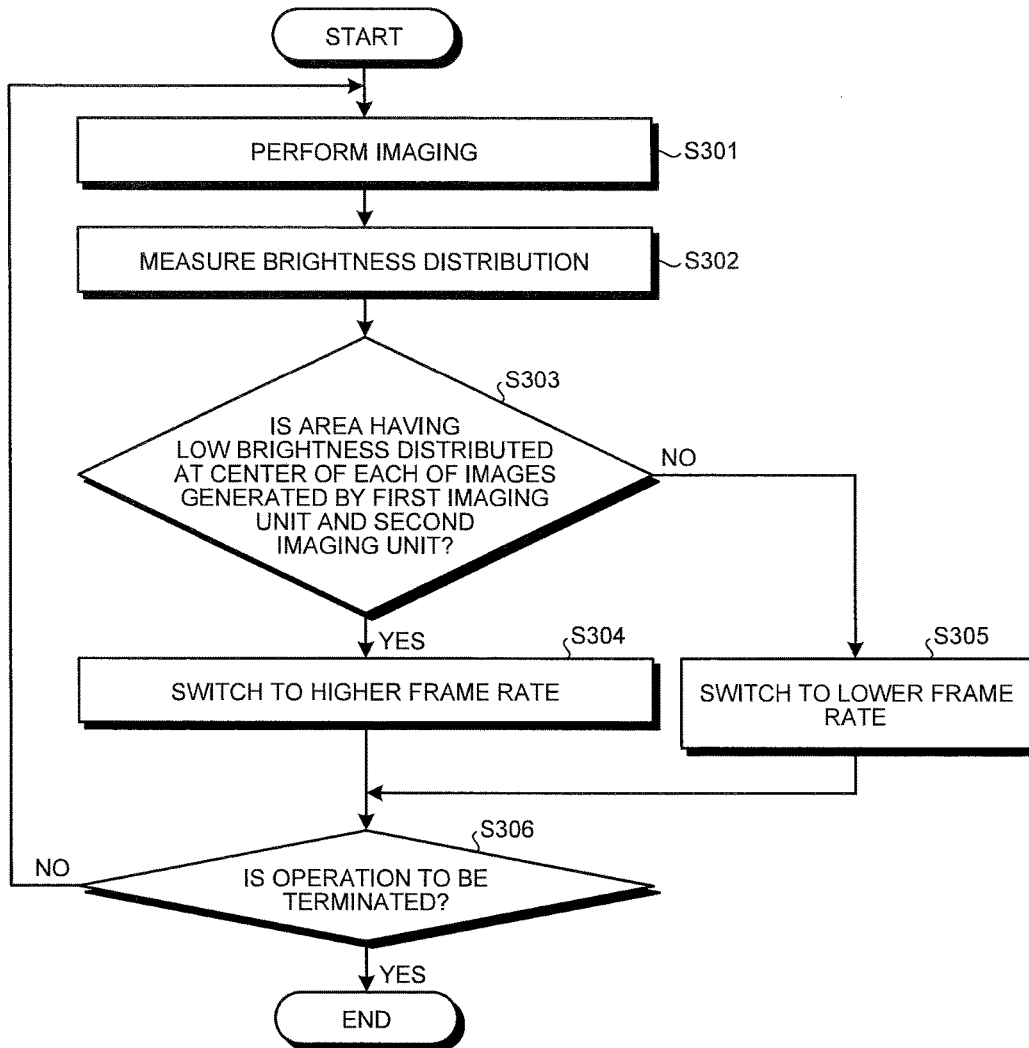 START
PERFORM IMAGING
S301
MEASURE BRIGHTNESS DISTRIBUTION
S302
S303
IS AREA HAVING
LOW BRIGHTNESS DISTRIBUTED
AT CENTER OF EACH OF IMAGES
GENERATED BY FIRST IMAGING
UNIT AND SECOND
IMAGING UNIT?
NO
YES
S304
SWITCH TO HIGHER FRAME RATE
S305
SWITCH TO LOWER FRAME
RATE
S306
NO
IS OPERATION TO BE
TERMINATED?
YES
END